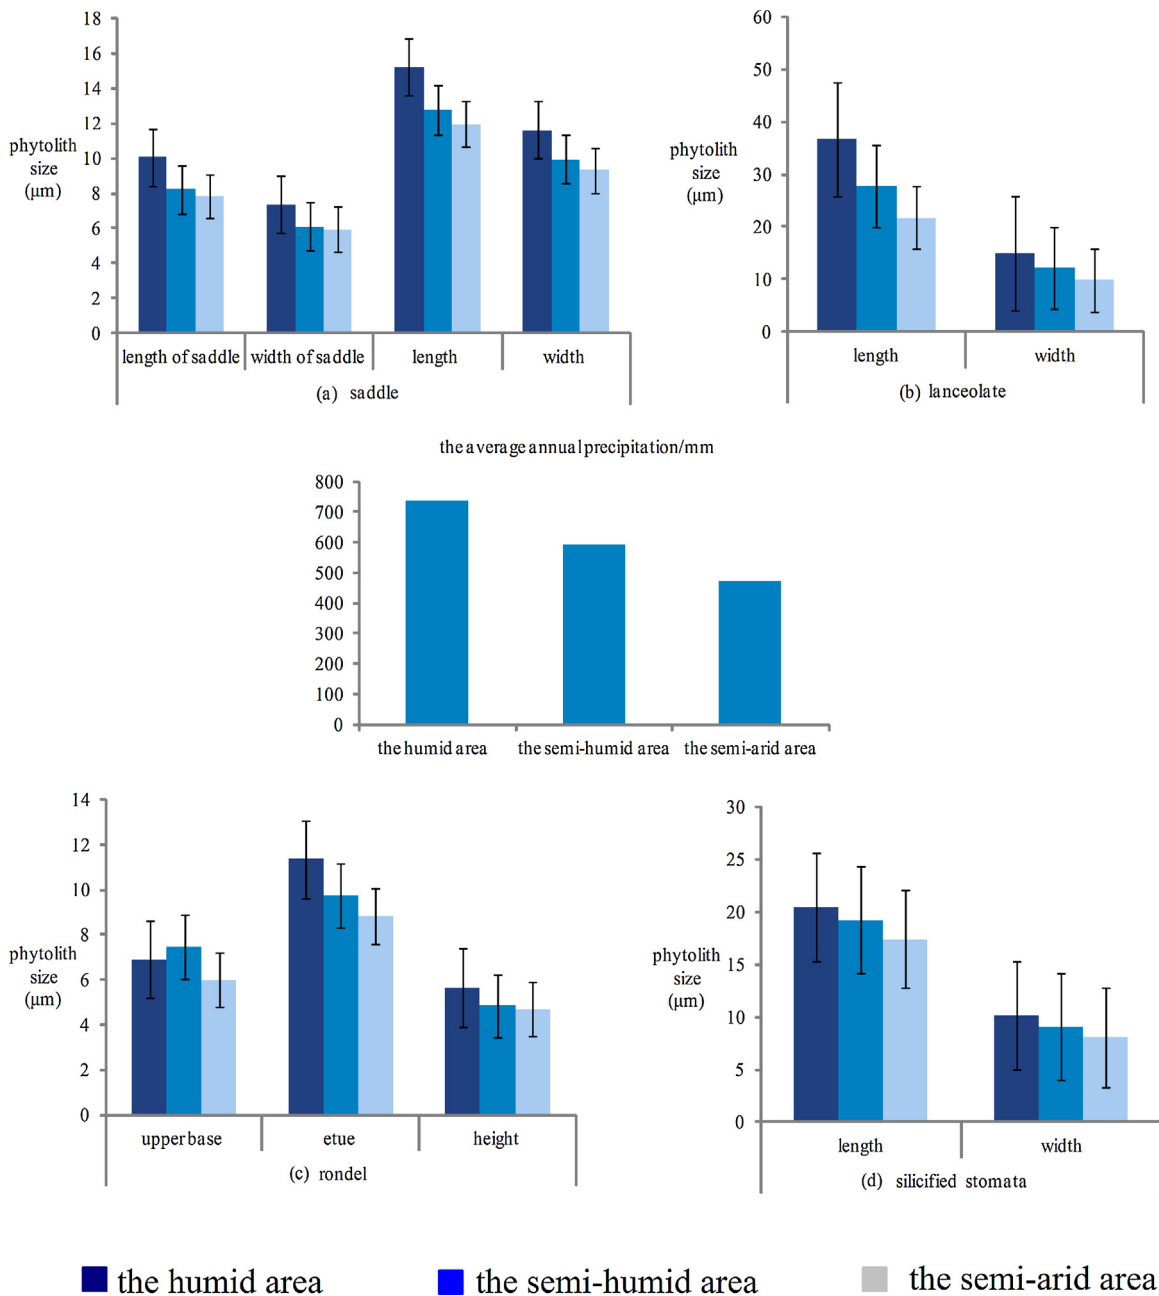 18
16
14
12
10
8
6
4
2
0
phytolith
size
(μm)
length of saddle width of saddle length width
(a) saddle
60
50
40
30
20
10
0
phytolith
size
(μm)
length width
(b) lanceolate
the average annual precipitation/mm
800
700
600
500
400
300
200
100
0
the humid area the semi-humid area the semi-arid area
14
12
10
8
6
4
2
0
phytolith
size
(μm)
upper base etue height
(c) rondel
30
25
20
15
10
5
0
phytolith
size
(μm)
length width
(d) silicified stomata
the humid area the semi-humid area the semi-arid area